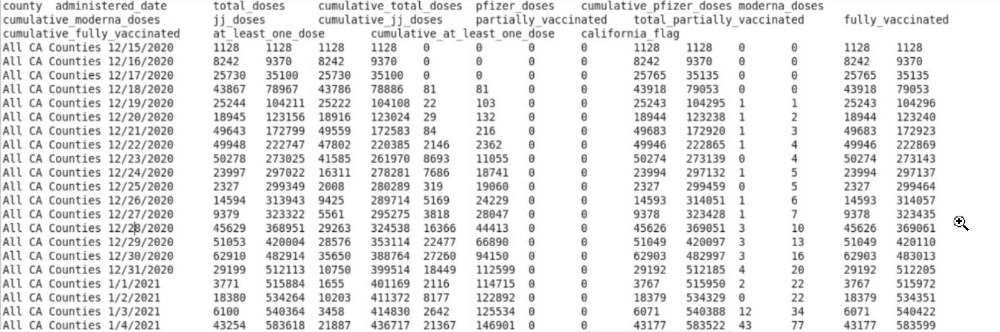 county administered_date total_doses cumulative_total_doses pfizer_doses cumulative_pfizer_doses moderna_doses
cumulative_moderna_doses jj_doses cumulative_jj_doses partially_vaccinated total_partially_vaccinated fully_vaccinated
cumulative_fully_vaccinated at_least_one_dose cumulative_at_least_one_dose california_flag
All CA Counties 12/15/2020 1128 1128 1128 1128 0 0 0 0 1128 1128 0 0 1128 1128
All CA Counties 12/16/2020 8242 9370 8242 9370 0 0 0 0 8242 9370 0 0 8242 9370
All CA Counties 12/17/2020 25730 35100 25730 35100 0 0 0 0 25765 35135 0 0 25765 35135
All CA Counties 12/18/2020 43867 78967 43786 78886 81 81 0 0 43918 79053 0 0 43918 79053
All CA Counties 12/19/2020 25244 104211 25222 104108 22 103 0 0 25243 104295 1 1 25243 104296
All CA Counties 12/20/2020 18945 123156 18916 123024 29 132 0 0 18944 123238 1 2 18944 123240
All CA Counties 12/21/2020 49643 172799 49559 172583 84 216 0 0 49683 172920 1 3 49683 172923
All CA Counties 12/22/2020 49948 222747 47802 220385 2146 2362 0 0 49946 222865 1 4 49946 222869
All CA Counties 12/23/2020 50278 273025 41585 261970 8693 11055 0 0 50274 273139 0 4 50274 273143
All CA Counties 12/24/2020 23997 297022 16311 278281 7686 18741 0 0 23994 297132 1 5 23994 297137
All CA Counties 12/25/2020 2327 299349 2008 280289 319 19060 0 0 2327 299459 0 5 2327 299464
All CA Counties 12/26/2020 14594 313943 9425 289714 5169 24229 0 0 14593 314051 1 6 14593 314057
All CA Counties 12/27/2020 9379 323322 5561 295275 3818 28047 0 0 9378 323428 1 7 9378 323435
All CA Counties 12/28/2020 45629 368951 29263 324538 16366 44413 0 0 45626 369051 3 10 45626 369061
All CA Counties 12/29/2020 51053 420004 28576 353114 22477 66890 0 0 51049 420097 3 13 51049 420110
All CA Counties 12/30/2020 62910 482914 35650 388764 27260 94150 0 0 62903 482997 3 16 62903 483013
All CA Counties 12/31/2020 29199 512113 10750 399514 18449 112599 0 0 29192 512185 4 20 29192 512205
All CA Counties 1/1/2021 3771 515884 1655 401169 2116 114715 0 0 3767 515950 2 22 3767 515972
All CA Counties 1/2/2021 18380 534264 10203 411372 8177 122892 0 0 18379 534329 0 22 18379 534351
All CA Counties 1/3/2021 6100 540364 3458 414830 2642 125534 0 0 6071 540388 12 34 6071 540422
All CA Counties 1/4/2021 43254 583618 21887 436717 21367 146901 0 0 43177 583522 43 77 43177 583599